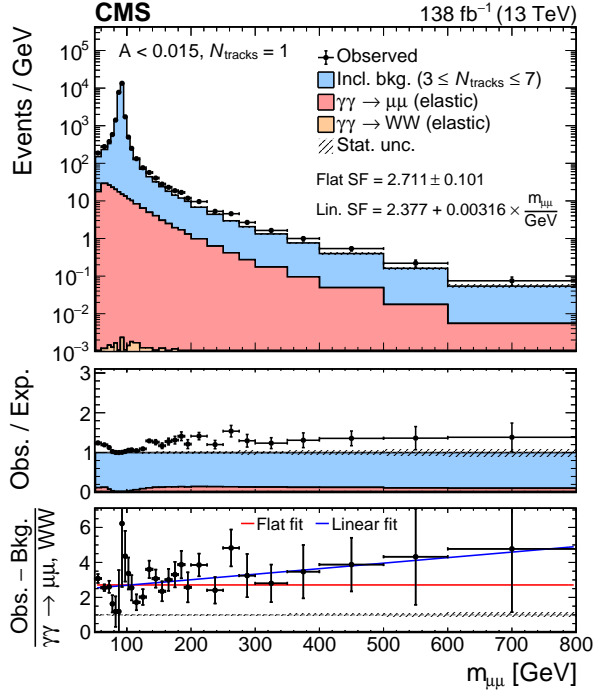 CMS 138 fb⁻¹ (13 TeV)
A < 0.015, N_tracks = 1
Observed
Incl. bkg. (3 ≤ N_tracks ≤ 7)
γγ → μμ (elastic)
γγ → WW (elastic)
Stat. unc.
Flat SF = 2.711 ± 0.101
Lin. SF = 2.377 + 0.00316 × m_μμ / GeV
Events / GeV
10⁵
10⁴
10³
10²
10
1
10⁻¹
10⁻²
10⁻³
Obs. / Exp.
3
2
1
0
Obs. − Bkg.
γγ → μμ, WW
Flat fit Linear fit
6
4
2
0
100 200 300 400 500 600 700 800
m_μμ [GeV]